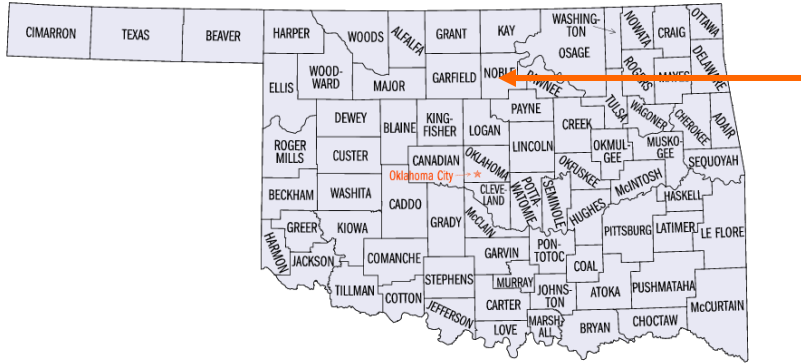 CIMARRON
TEXAS
BEAVER
HARPER
WOODS
ALFALFA
GRANT
KAY
WASHING-
TON
OSAGE
NOWATA
CRAIG
OTTAWA
ELLIS
WOOD-
WARD
MAJOR
GARFIELD
NOBLE
PAWNEE
ROGERS
MAYES
DELAWARE
DEWEY
BLAINE
KING-
FISHER
LOGAN
PAYNE
CREEK
TULSA
WAGONER
CHEROKEE
ADAIR
ROGER
MILLS
CUSTER
CANADIAN
OKLAHOMA
LINCOLN
OKFUSKEE
OKMUL-
GEE
MUSKO-
GEE
SEQUOYAH
Oklahoma City
BECKHAM
WASHITA
CADDO
GRADY
CLEVE-
LAND
POTTA-
WATOMIE
SEMINOLE
HUGHES
McINTOSH
HASKELL
GREER
KIOWA
McCLAIN
PITTSBURG
LATIMER
LE FLORE
HARMON
JACKSON
COMANCHE
GARVIN
PON-
TOTOC
COAL
TILLMAN
COTTON
STEPHENS
MURRAY
JOHNS-
TON
ATOKA
PUSHMATAHA
McCURTAIN
JEFFERSON
CARTER
LOVE
MARSH-
ALL
BRYAN
CHOCTAW